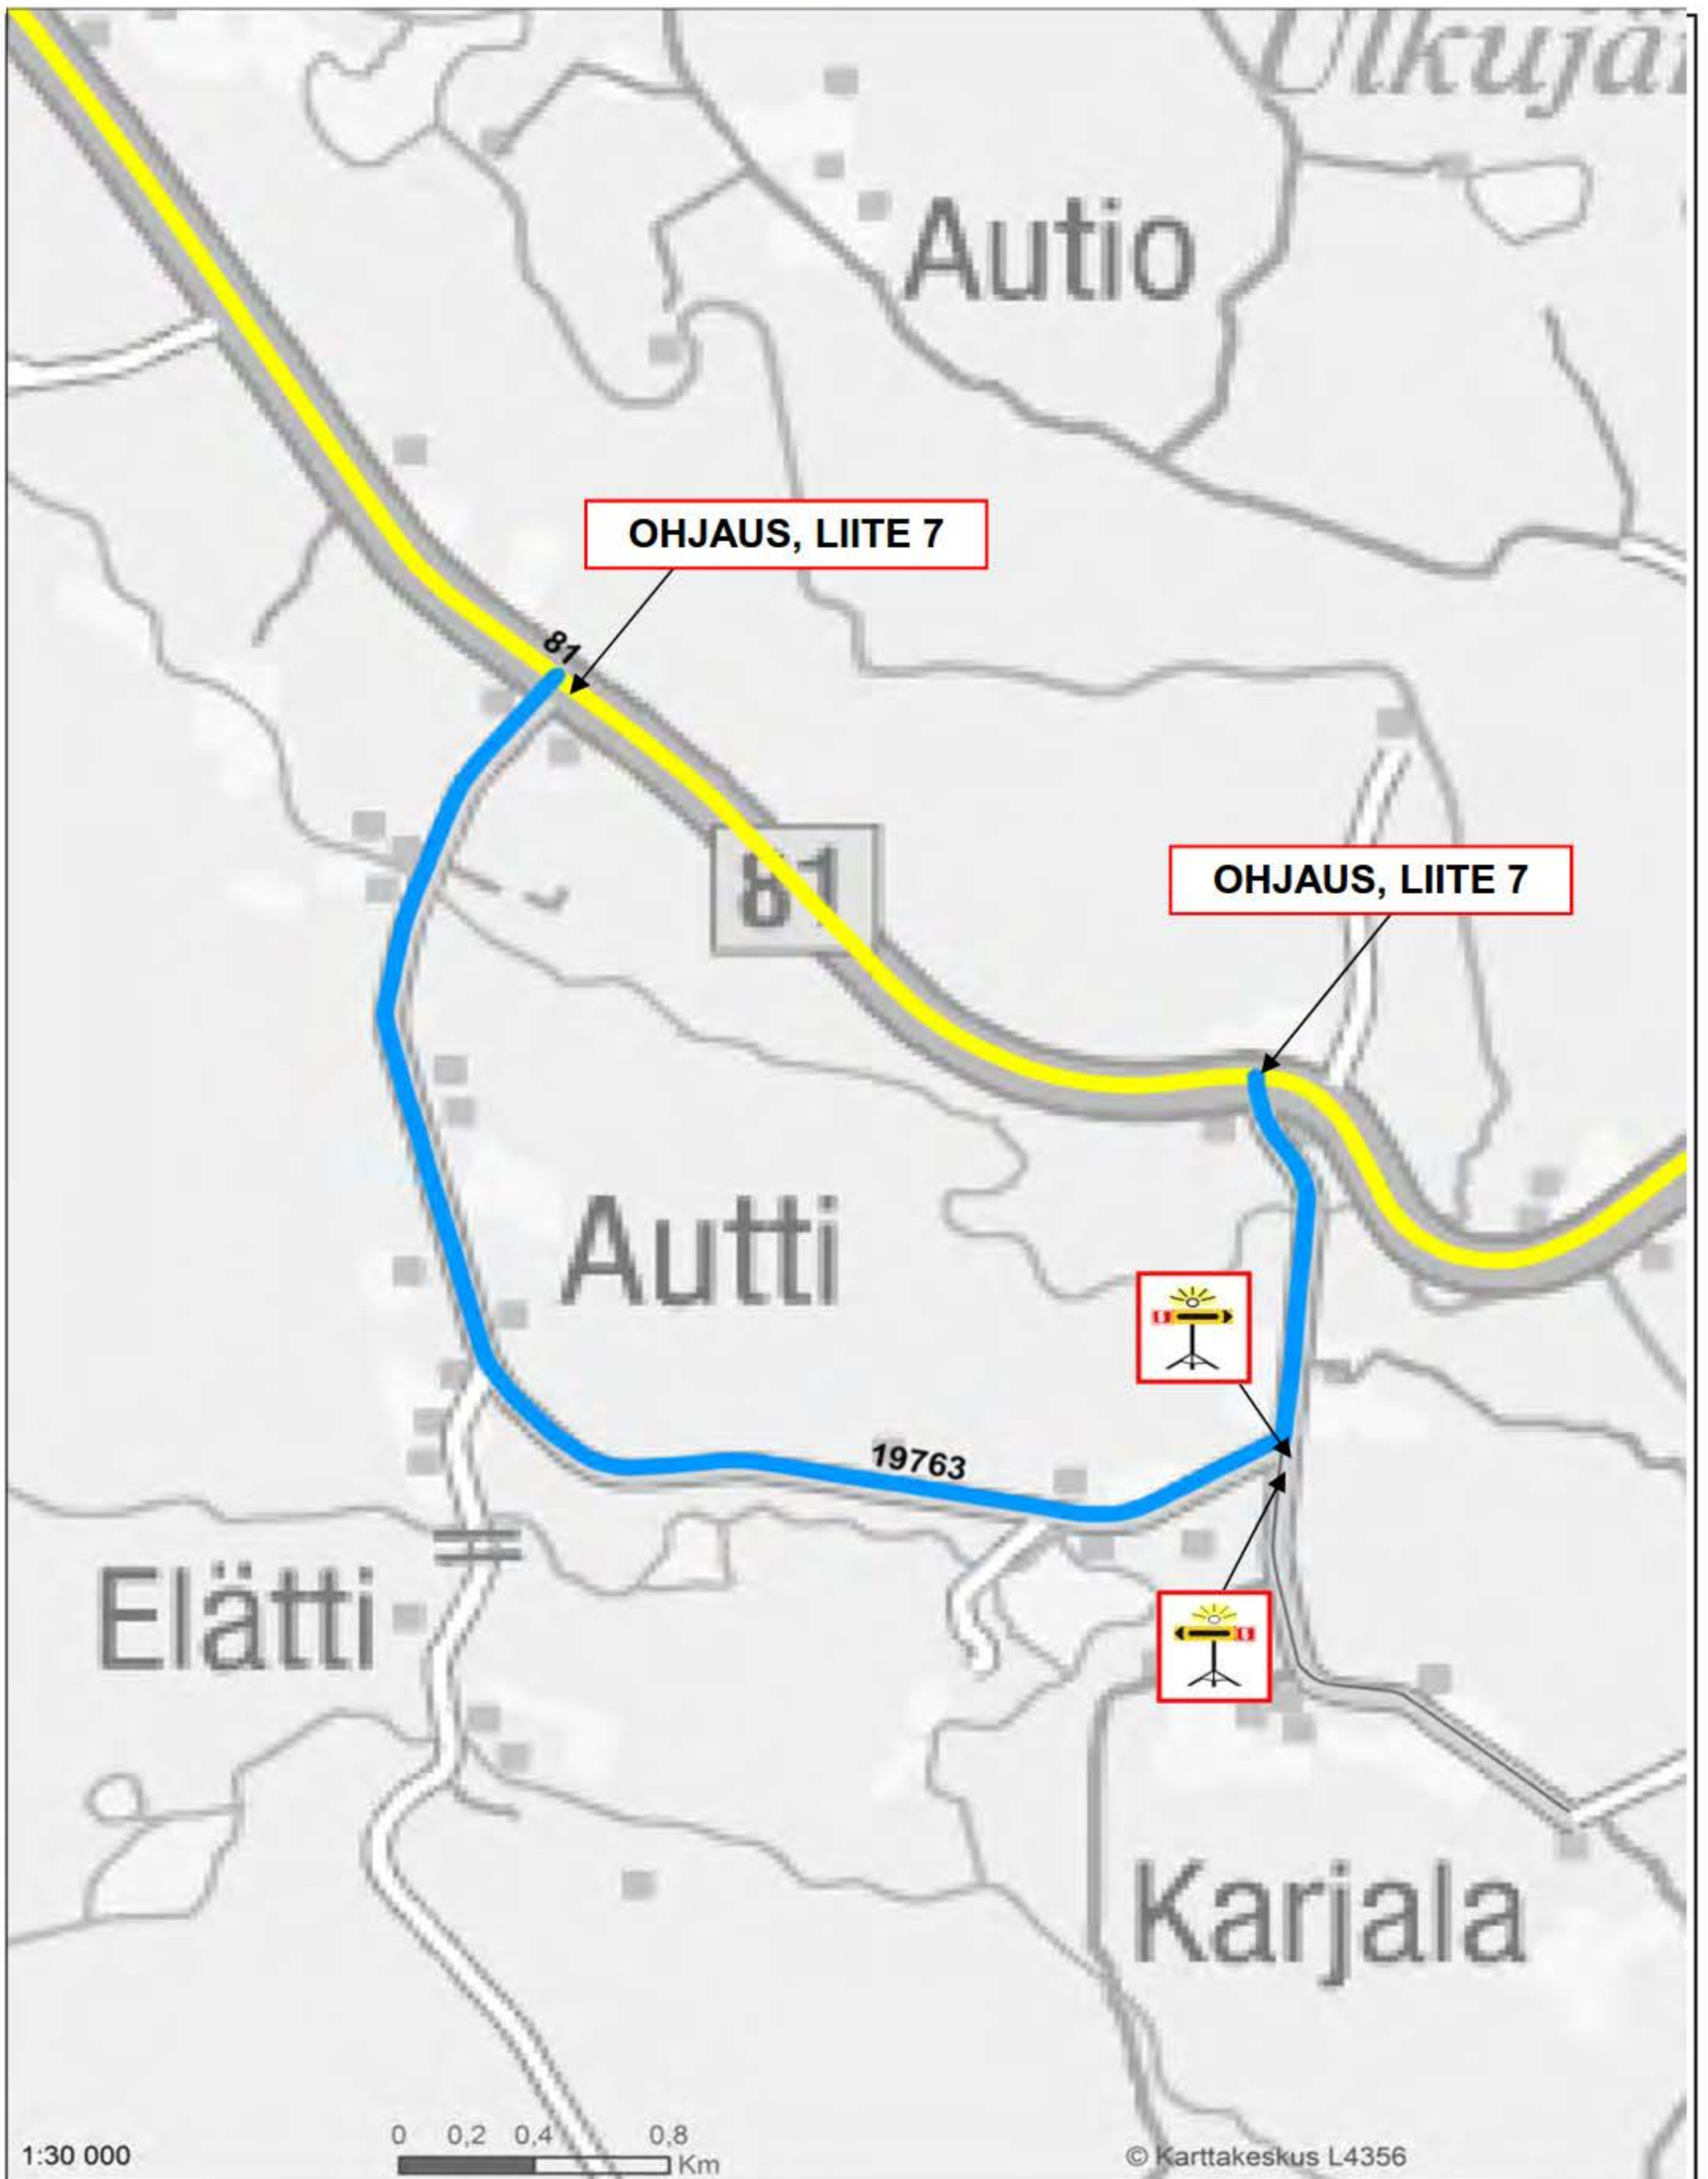 Autio
OHJAUS, LIITE 7
81
81
OHJAUS, LIITE 7
Autti
19763
Elätti
Karjala
0 0,2 0,4 0,8
Km
1:30 000
© Karttakeskus L4356